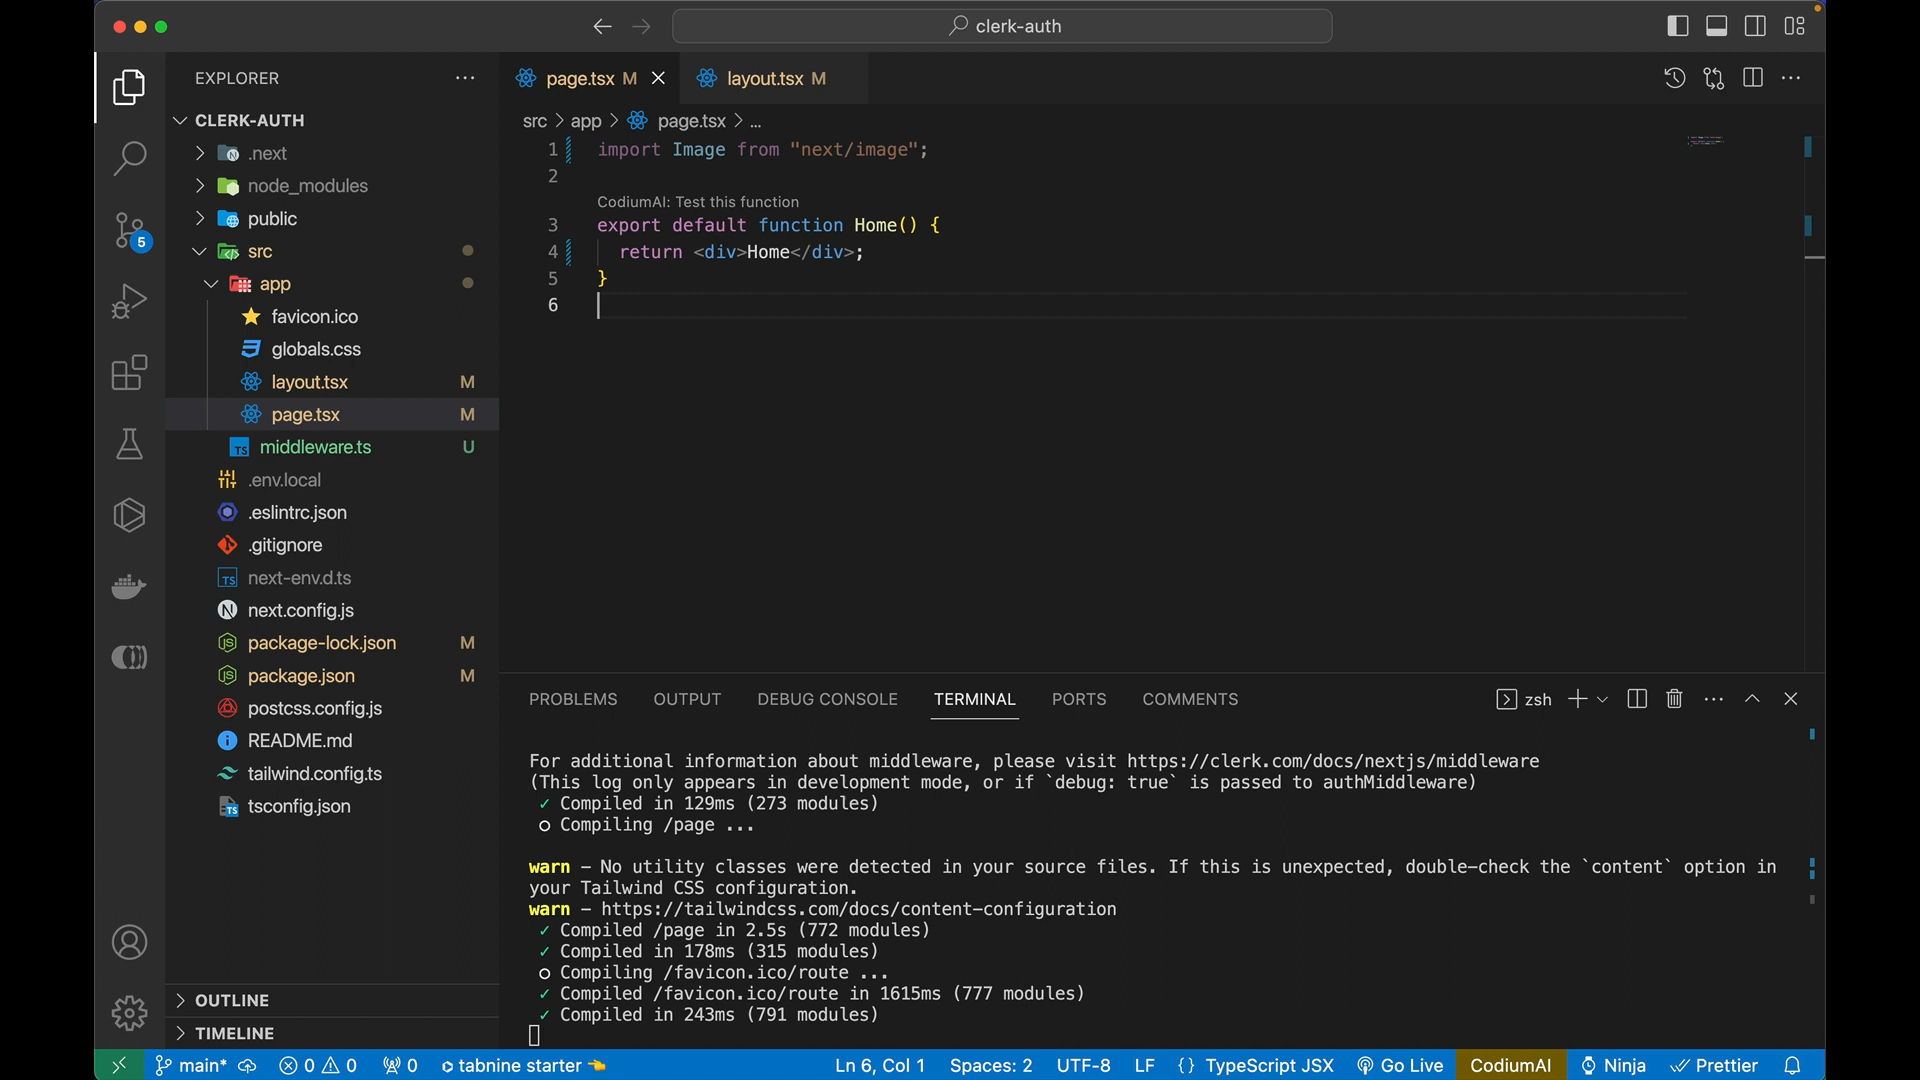 clerk-auth
EXPLORER
page.tsx M
layout.tsx M
CLERK-AUTH
src > app > page.tsx > ...
.next
node_modules
public
src
app
favicon.ico
globals.css
layout.tsx M
page.tsx M
middleware.ts U
.env.local
.eslintrc.json
.gitignore
next-env.d.ts
next.config.js
package-lock.json M
package.json M
postcss.config.js
README.md
tailwind.config.ts
tsconfig.json
OUTLINE
TIMELINE
5
1 import Image from "next/image";
2
CodiumAI: Test this function
3 export default function Home() {
4 return <div>Home</div>;
5 }
6
PROBLEMS OUTPUT DEBUG CONSOLE TERMINAL PORTS COMMENTS
zsh
For additional information about middleware, please visit https://clerk.com/docs/nextjs/middleware
(This log only appears in development mode, or if `debug: true` is passed to authMiddleware)
✓ Compiled in 129ms (273 modules)
○ Compiling /page ...
warn – No utility classes were detected in your source files. If this is unexpected, double-check the `content` option in
your Tailwind CSS configuration.
warn – https://tailwindcss.com/docs/content-configuration
✓ Compiled /page in 2.5s (772 modules)
✓ Compiled in 178ms (315 modules)
○ Compiling /favicon.ico/route ...
✓ Compiled /favicon.ico/route in 1615ms (777 modules)
✓ Compiled in 243ms (791 modules)
main* 0 0 0 tabnine starter Ln 6, Col 1 Spaces: 2 UTF-8 LF {} TypeScript JSX Go Live CodiumAI Ninja Prettier